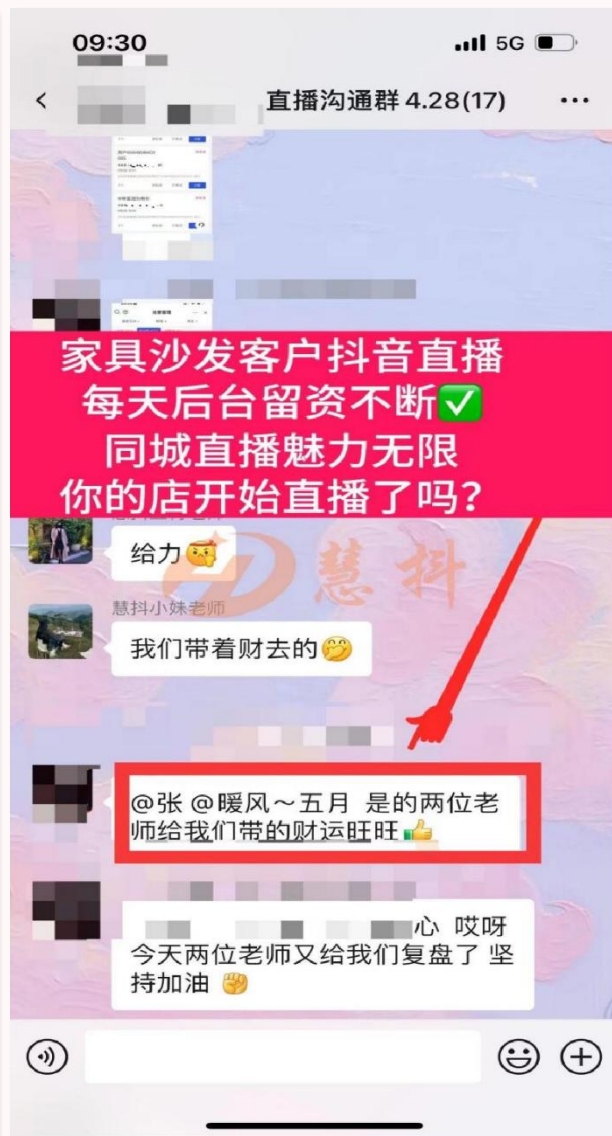 09:30
5G
直播沟通群 4.28(17)
家具沙发客户抖音直播
每天后台留资不断✅
同城直播魅力无限
你的店开始直播了吗?
给力
慧抖
慧抖小妹老师
我们带着财去的🤭
@张 @暖风~五月 是的两位老
师给我们带的财运旺旺👍
心 哎呀
今天两位老师又给我们复盘了 坚
持加油 ✊